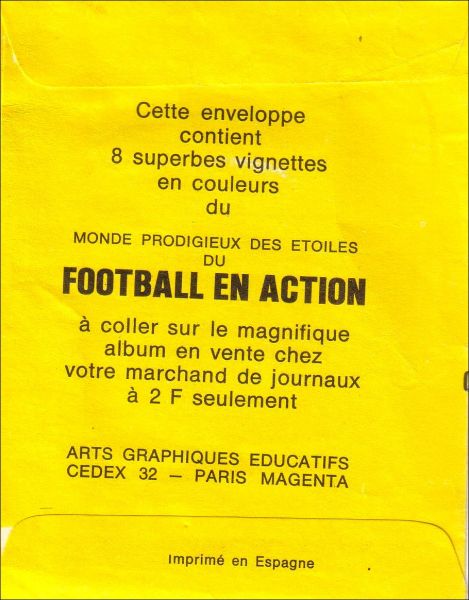 Cette enveloppe
contient
8 superbes vignettes
en couleurs
du
MONDE PRODIGIEUX DES ETOILES
DU
FOOTBALL EN ACTION
à coller sur le magnifique
album en vente chez
votre marchand de journaux
à 2 F seulement
ARTS GRAPHIQUES EDUCATIFS
CEDEX 32 — PARIS MAGENTA
Imprimé en Espagne